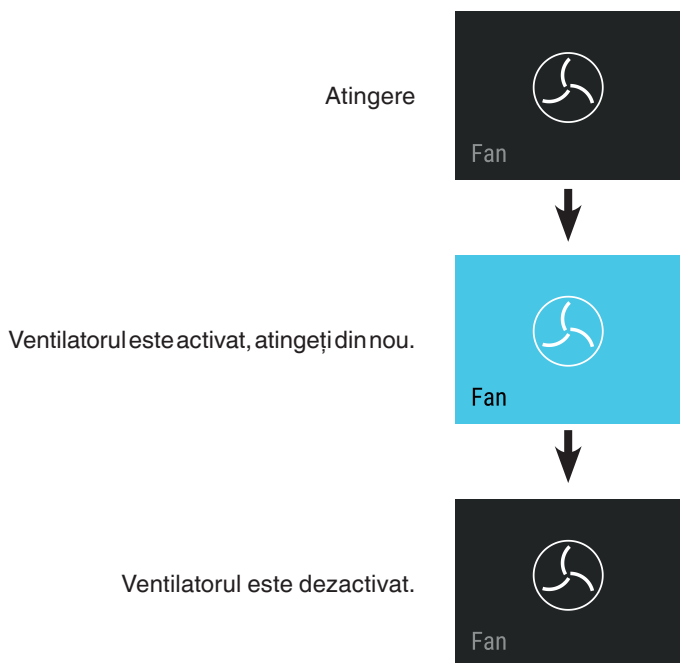 Atingere
Fan
Ventilatorul este activat, atingeți din nou.
Fan
Ventilatorul este dezactivat.
Fan